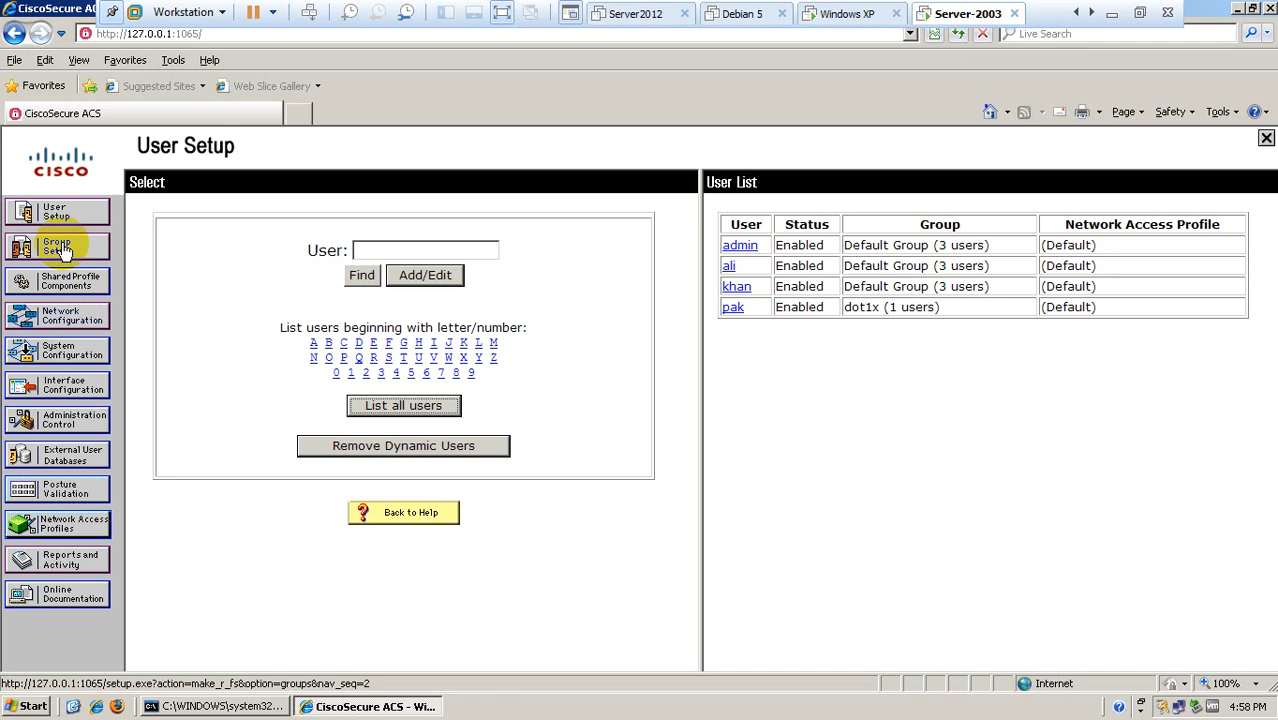 CiscoSecure ACS
Workstation
Server2012
Debian 5
Windows XP
Server-2003
http://127.0.0.1:1065/
Live Search
File Edit View Favorites Tools Help
Favorites
Suggested Sites
Web Slice Gallery
CiscoSecure ACS
Page
Safety
Tools
CISCO
User Setup
Select
User List
User
Setup
Group
Setup
Shared Profile
Components
Network
Configuration
System
Configuration
Interface
Configuration
Administration
Control
External User
Databases
Posture
Validation
Network Access
Profiles
Reports and
Activity
Online
Documentation
User:
Find
Add/Edit
List users beginning with letter/number:
A B C D E F G H I J K L M
N O P Q R S T U V W X Y Z
0 1 2 3 4 5 6 7 8 9
List all users
Remove Dynamic Users
? Back to Help
User Status Group Network Access Profile
admin Enabled Default Group (3 users) (Default)
ali Enabled Default Group (3 users) (Default)
khan Enabled Default Group (3 users) (Default)
pak Enabled dot1x (1 users) (Default)
http://127.0.0.1:1065/setup.exe?action=make_r_fs&option=groups&nav_seq=2
Internet
100%
Start
C:\WINDOWS\system32...
CiscoSecure ACS - Wi...
4:58 PM